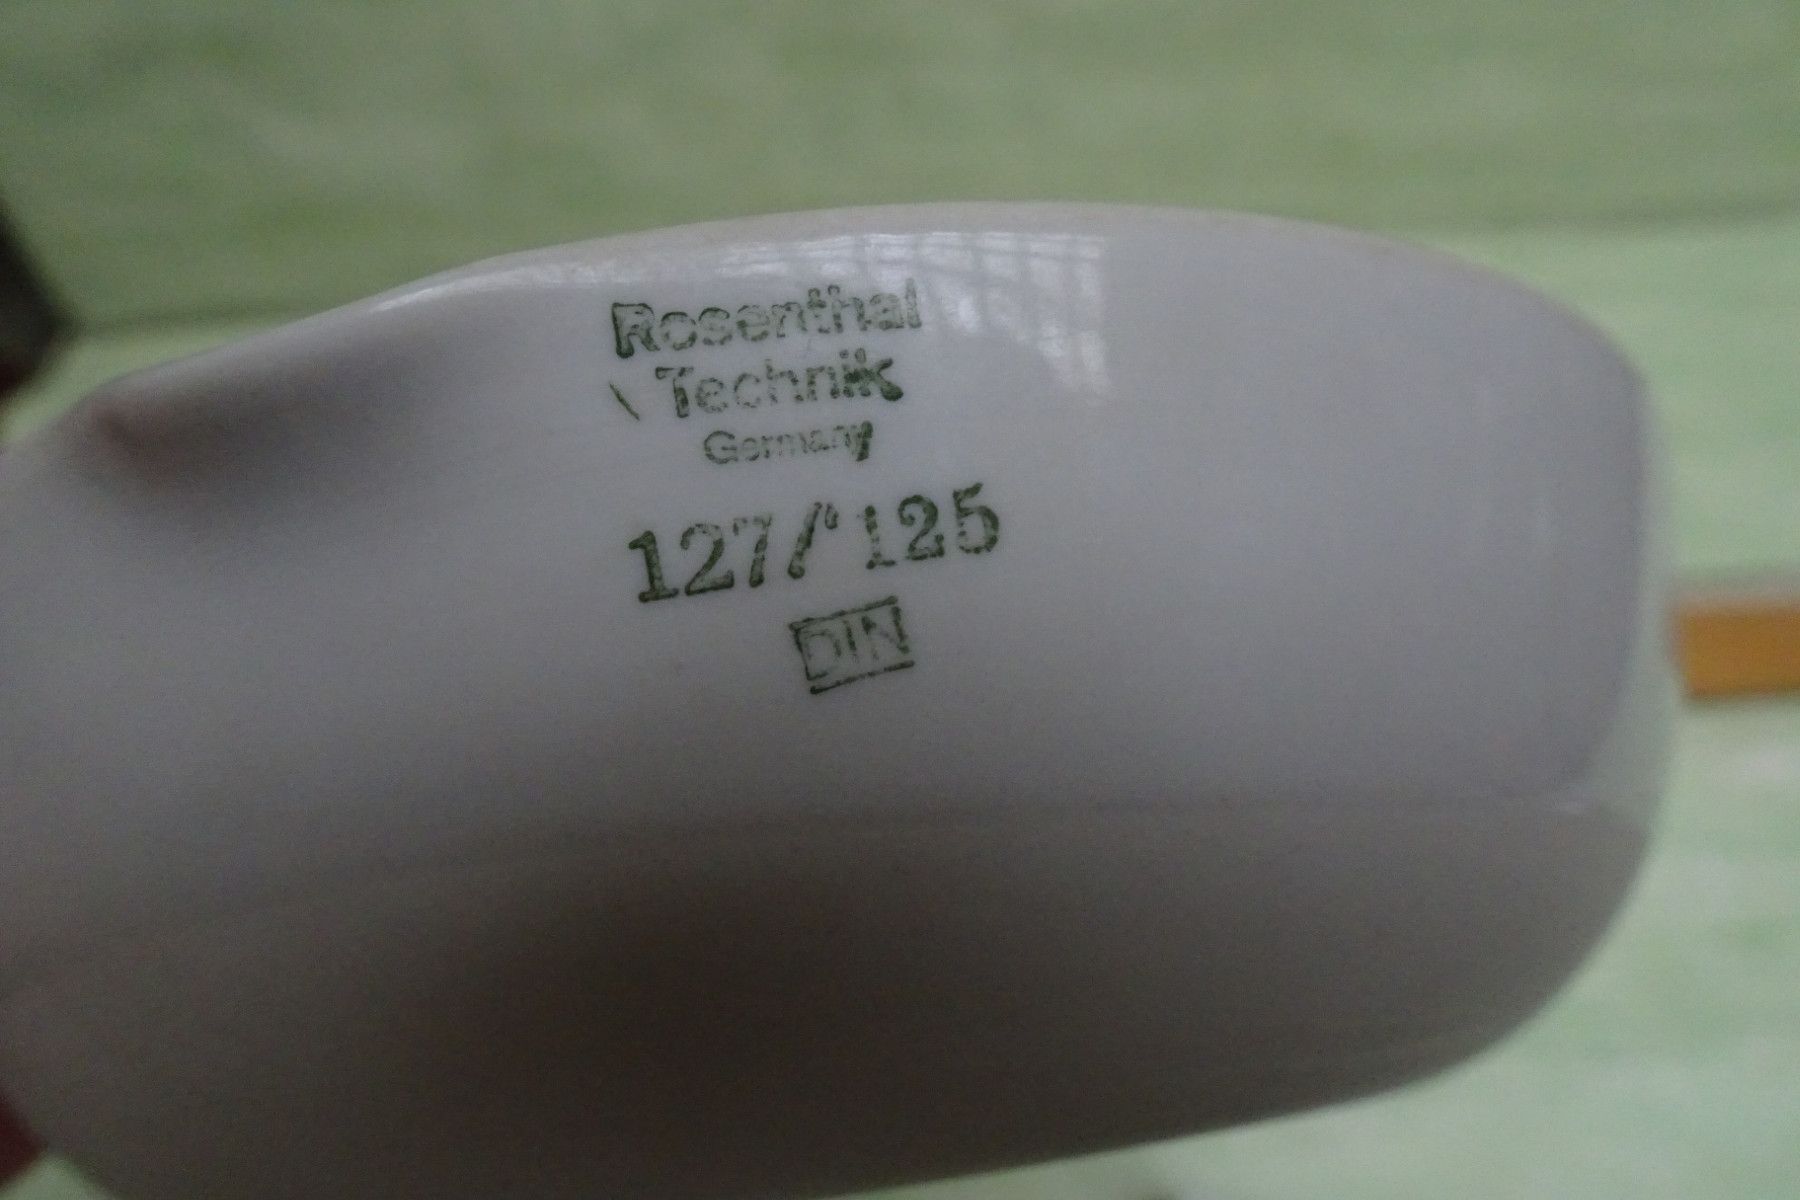 Rosenthal
Technik
Germany
127/125
DIN